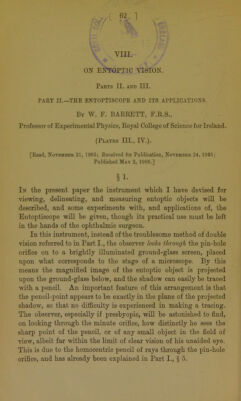 [ 62 ]
VIII.
ON ENTOPTIC VISION.
PARTS II. AND III.
PART II.—THE ENTOPTISCOPE AND ITS APPLICATIONS.
BY W. F. BARRETT, F.R.S.,
Professor of Experimental Physics, Royal College of Science for Ireland.
(PLATES III., IV.).
[Read, NOVEMBER 21, 1905; Received for Publication, NOVEMBER 24, 1905;
Published MAY 2, 1906.]
§ 1.
IN the present paper the instrument which I have devised for
viewing, delineating, and measuring entoptic objects will be
described, and some experiments with, and applications of, the
Entoptiscope will be given, though its practical use must be left
in the hands of the ophthalmic surgeon.
In this instrument, instead of the troublesome method of double
vision referred to in Part I., the observer looks through the pin-hole
orifice on to a brightly illuminated ground-glass screen, placed
upon what corresponds to the stage of a microscope. By this
means the magnified image of the entoptic object is projected
upon the ground-glass below, and the shadow can easily be traced
with a pencil. An important feature of this arrangement is that
the pencil-point appears to be exactly in the plane of the projected
shadow, so that no difficulty is experienced in making a tracing.
The observer, especially if presbyopic, will be astonished to find,
on looking through the minute orifice, how distinctly he sees the
sharp point of the pencil, or of any small object in the field of
view, albeit far within the limit of clear vision of his unaided eye.
This is due to the homocentric pencil of rays through the pin-hole
orifice, and has already been explained in Part I., § 5.